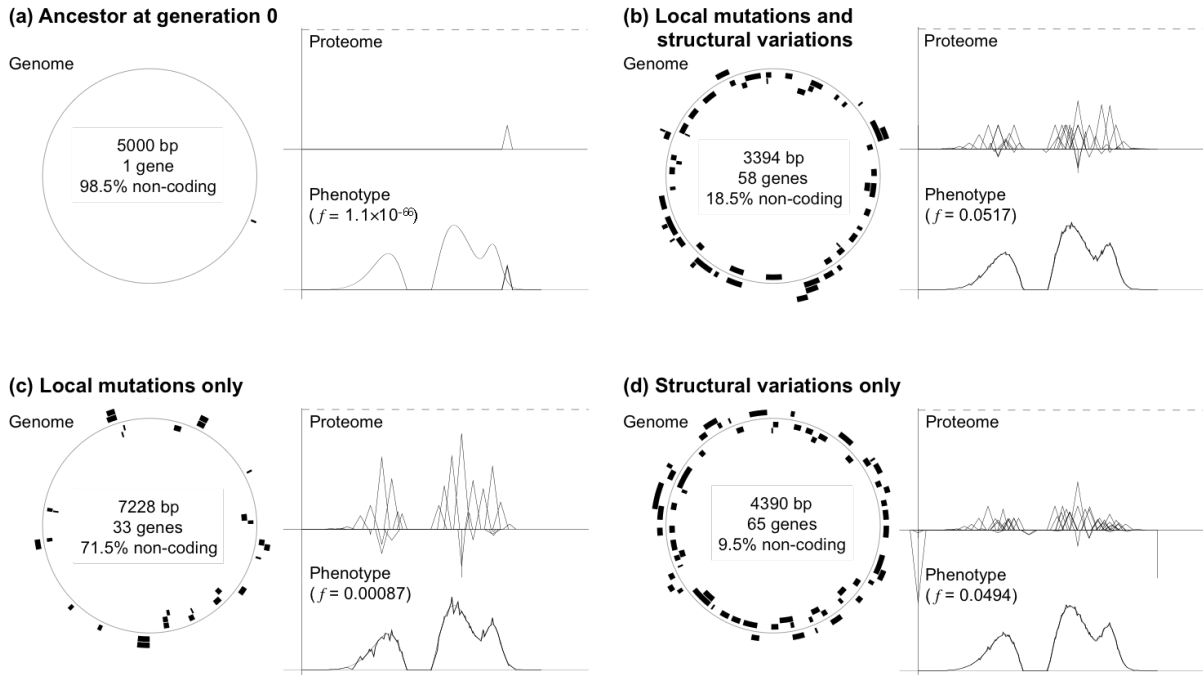 (a) Ancestor at generation 0
Genome
5000 bp
1 gene
98.5% non-coding
Proteome
Phenotype
(f = 1.1×10⁻⁶⁶)
(b) Local mutations and
structural variations
Genome
3394 bp
58 genes
18.5% non-coding
Proteome
Phenotype
(f = 0.0517)
(c) Local mutations only
Genome
7228 bp
33 genes
71.5% non-coding
Proteome
Phenotype
(f = 0.00087)
(d) Structural variations only
Genome
4390 bp
65 genes
9.5% non-coding
Proteome
Phenotype
(f = 0.0494)